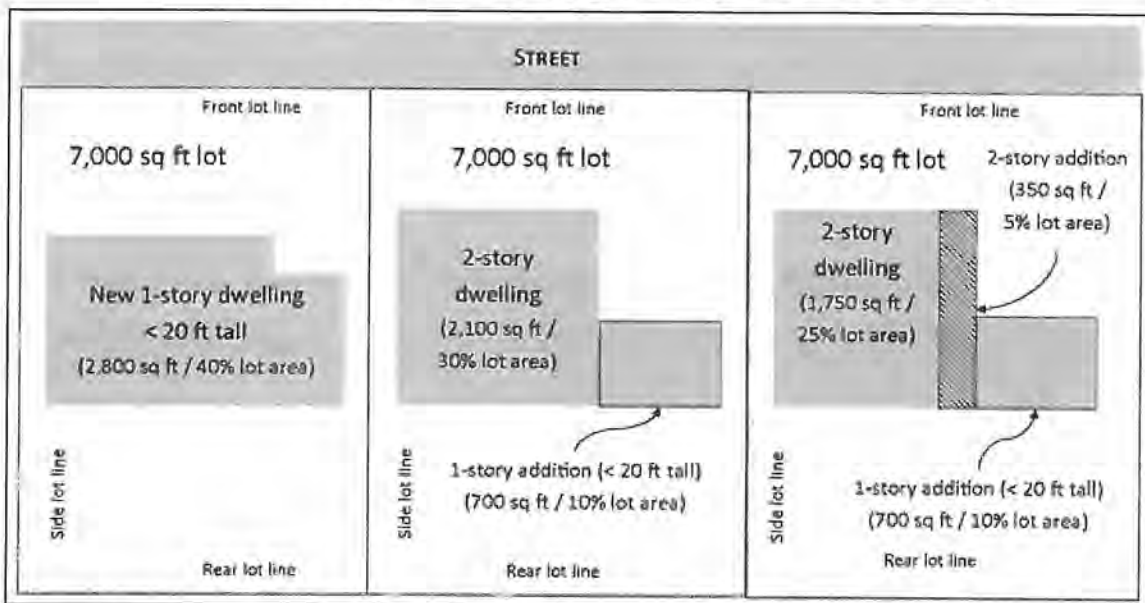 STREET
Front lot line
7,000 sq ft lot
New 1-story dwelling
< 20 ft tall
(2,800 sq ft / 40% lot area)
Side lot line
Rear lot line
Front lot line
7,000 sq ft lot
2-story
dwelling
(2,100 sq ft /
30% lot area)
1-story addition (< 20 ft tall)
(700 sq ft / 10% lot area)
Side lot line
Rear lot line
Front lot line
7,000 sq ft lot
2-story addition
(350 sq ft /
5% lot area)
2-story
dwelling
(1,750 sq ft /
25% lot area)
1-story addition (< 20 ft tall)
(700 sq ft / 10% lot area)
Side lot line
Rear lot line